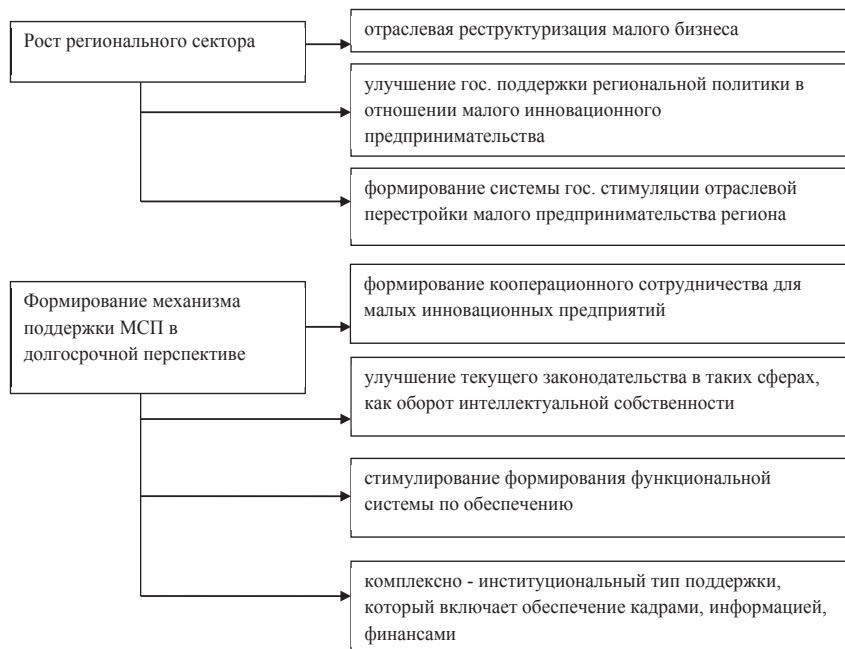 Рост регионального сектора
отраслевая реструктуризация малого бизнеса
улучшение гос. поддержки региональной политики в
отношении малого инновационного
предпринимательства
формирование системы гос. стимуляции отраслевой
перестройки малого предпринимательства региона
Формирование механизма
поддержки МСП в
долгосрочной перспективе
формирование кооперационного сотрудничества для
малых инновационных предприятий
улучшение текущего законодательства в таких сферах,
как оборот интеллектуальной собственности
стимулирование формирования функциональной
системы по обеспечению
комплексно - институциональный тип поддержки,
который включает обеспечение кадрами, информацией,
финансами